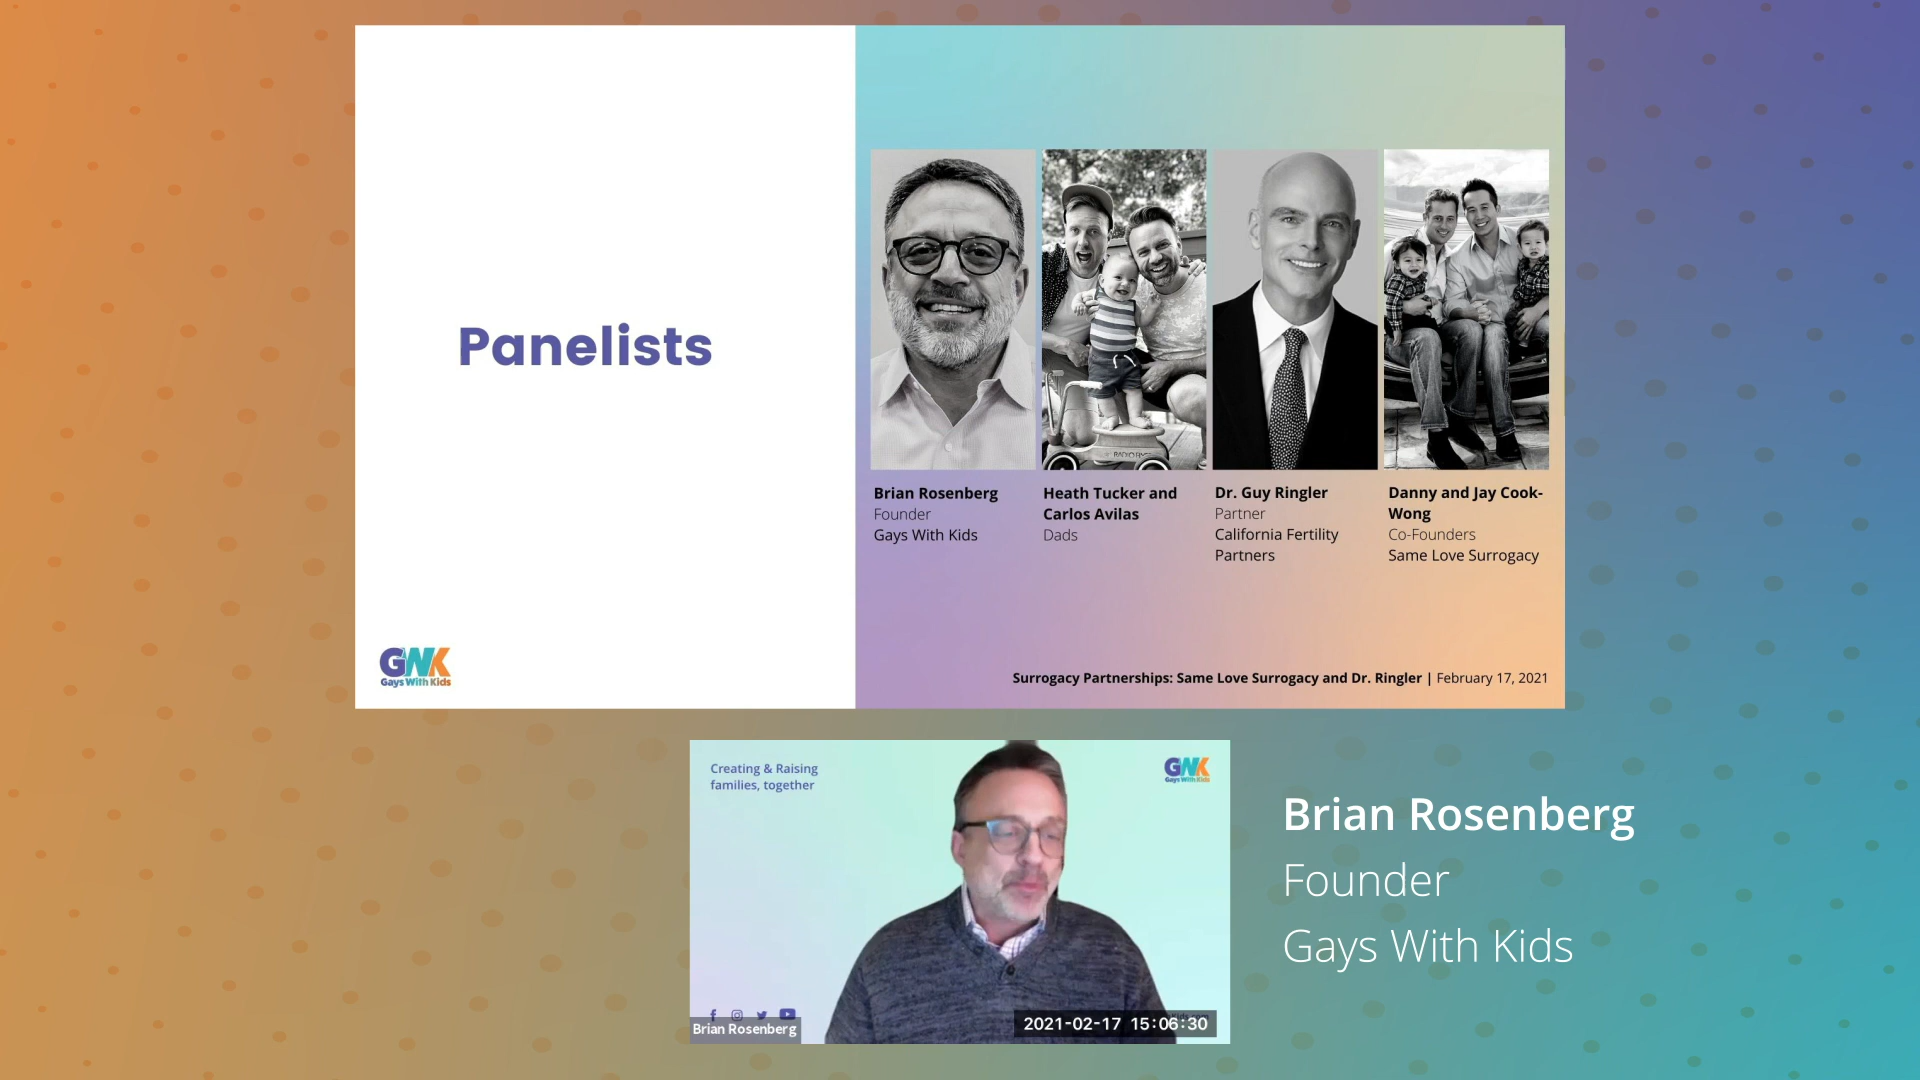 Panelists
Brian Rosenberg
Founder
Gays With Kids
Heath Tucker and
Carlos Avilas
Dads
Dr. Guy Ringler
Partner
California Fertility
Partners
Danny and Jay Cook-
Wong
Co-Founders
Same Love Surrogacy
GWK
Gays With Kids
Surrogacy Partnerships: Same Love Surrogacy and Dr. Ringler | February 17, 2021
Creating & Raising
families, together
GWK
Gays With Kids
Brian Rosenberg
2021-02-17 15:06:30
Brian Rosenberg
Founder
Gays With Kids